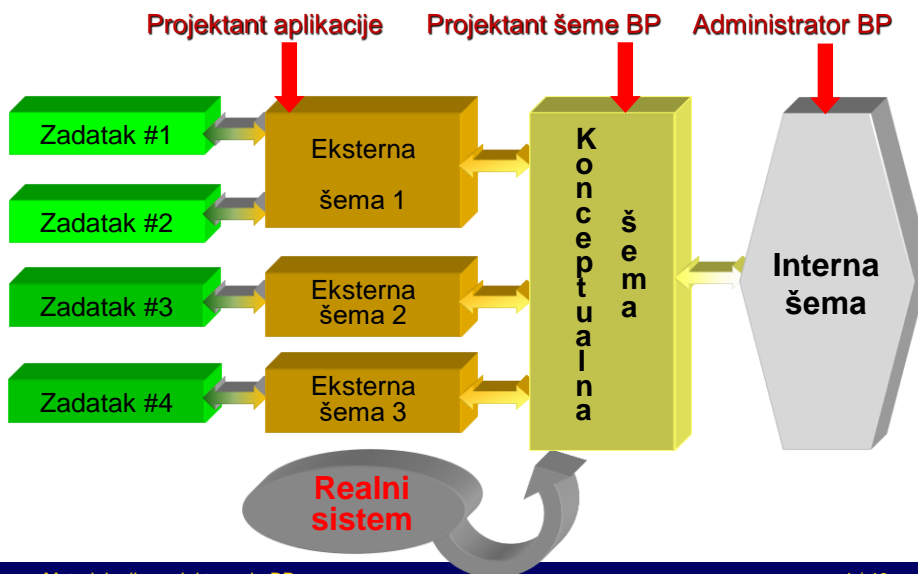 Projektant aplikacije
Projektant šeme BP
Administrator BP
Zadatak #1
Zadatak #2
Zadatak #3
Zadatak #4
Eksterna
šema 1
Eksterna
šema 2
Eksterna
šema 3
Konceptualna
šema
Interna
šema
Realni
sistem